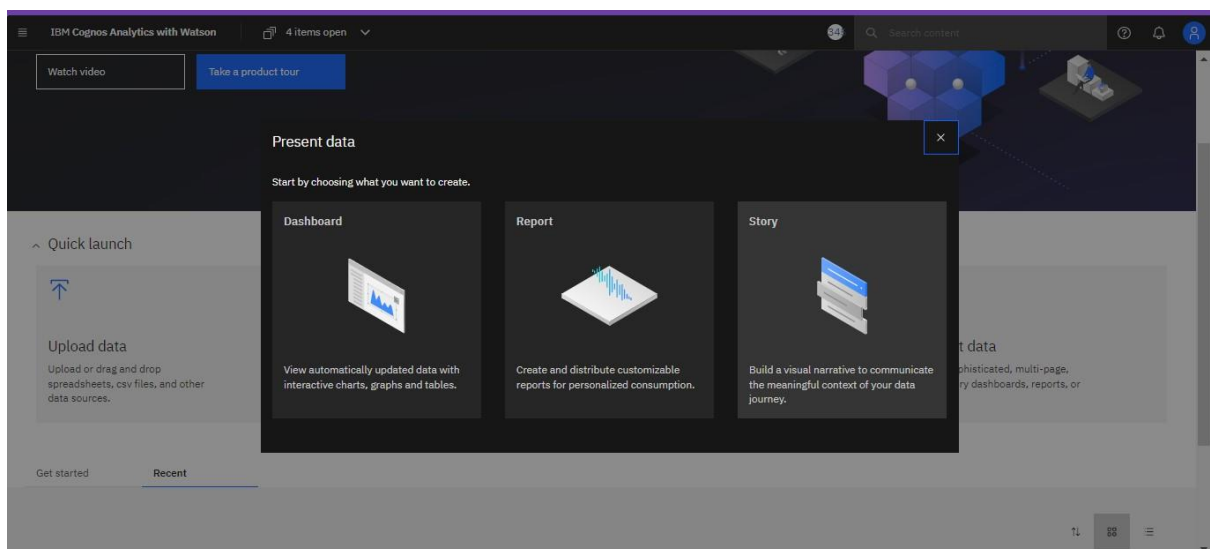 IBM Cognos Analytics with Watson
4 items open
34
Search content
Watch video
Take a product tour
Present data
Start by choosing what you want to create.
Dashboard
View automatically updated data with
interactive charts, graphs and tables.
Report
Create and distribute customizable
reports for personalized consumption.
Story
Build a visual narrative to communicate
the meaningful context of your data
journey.
Quick launch
Upload data
Upload or drag and drop
spreadsheets, csv files, and other
data sources.
t data
phisticated, multi-page,
ry dashboards, reports, or
Get started
Recent